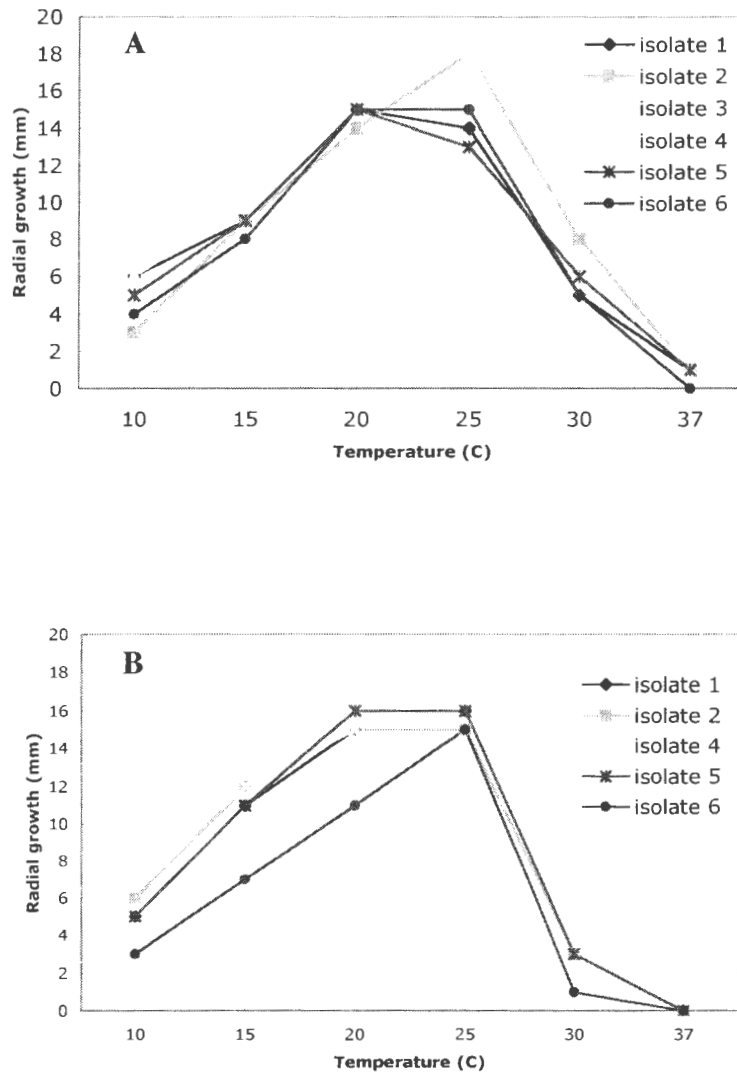 20
18
16
14
12
10
8
6
4
2
0
Radial growth (mm)
A
isolate 1
isolate 2
isolate 3
isolate 4
isolate 5
isolate 6
10 15 20 25 30 37
Temperature (C)
20
18
16
14
12
10
8
6
4
2
0
Radial growth (mm)
B
isolate 1
isolate 2
isolate 4
isolate 5
isolate 6
10 15 20 25 30 37
Temperature (C)